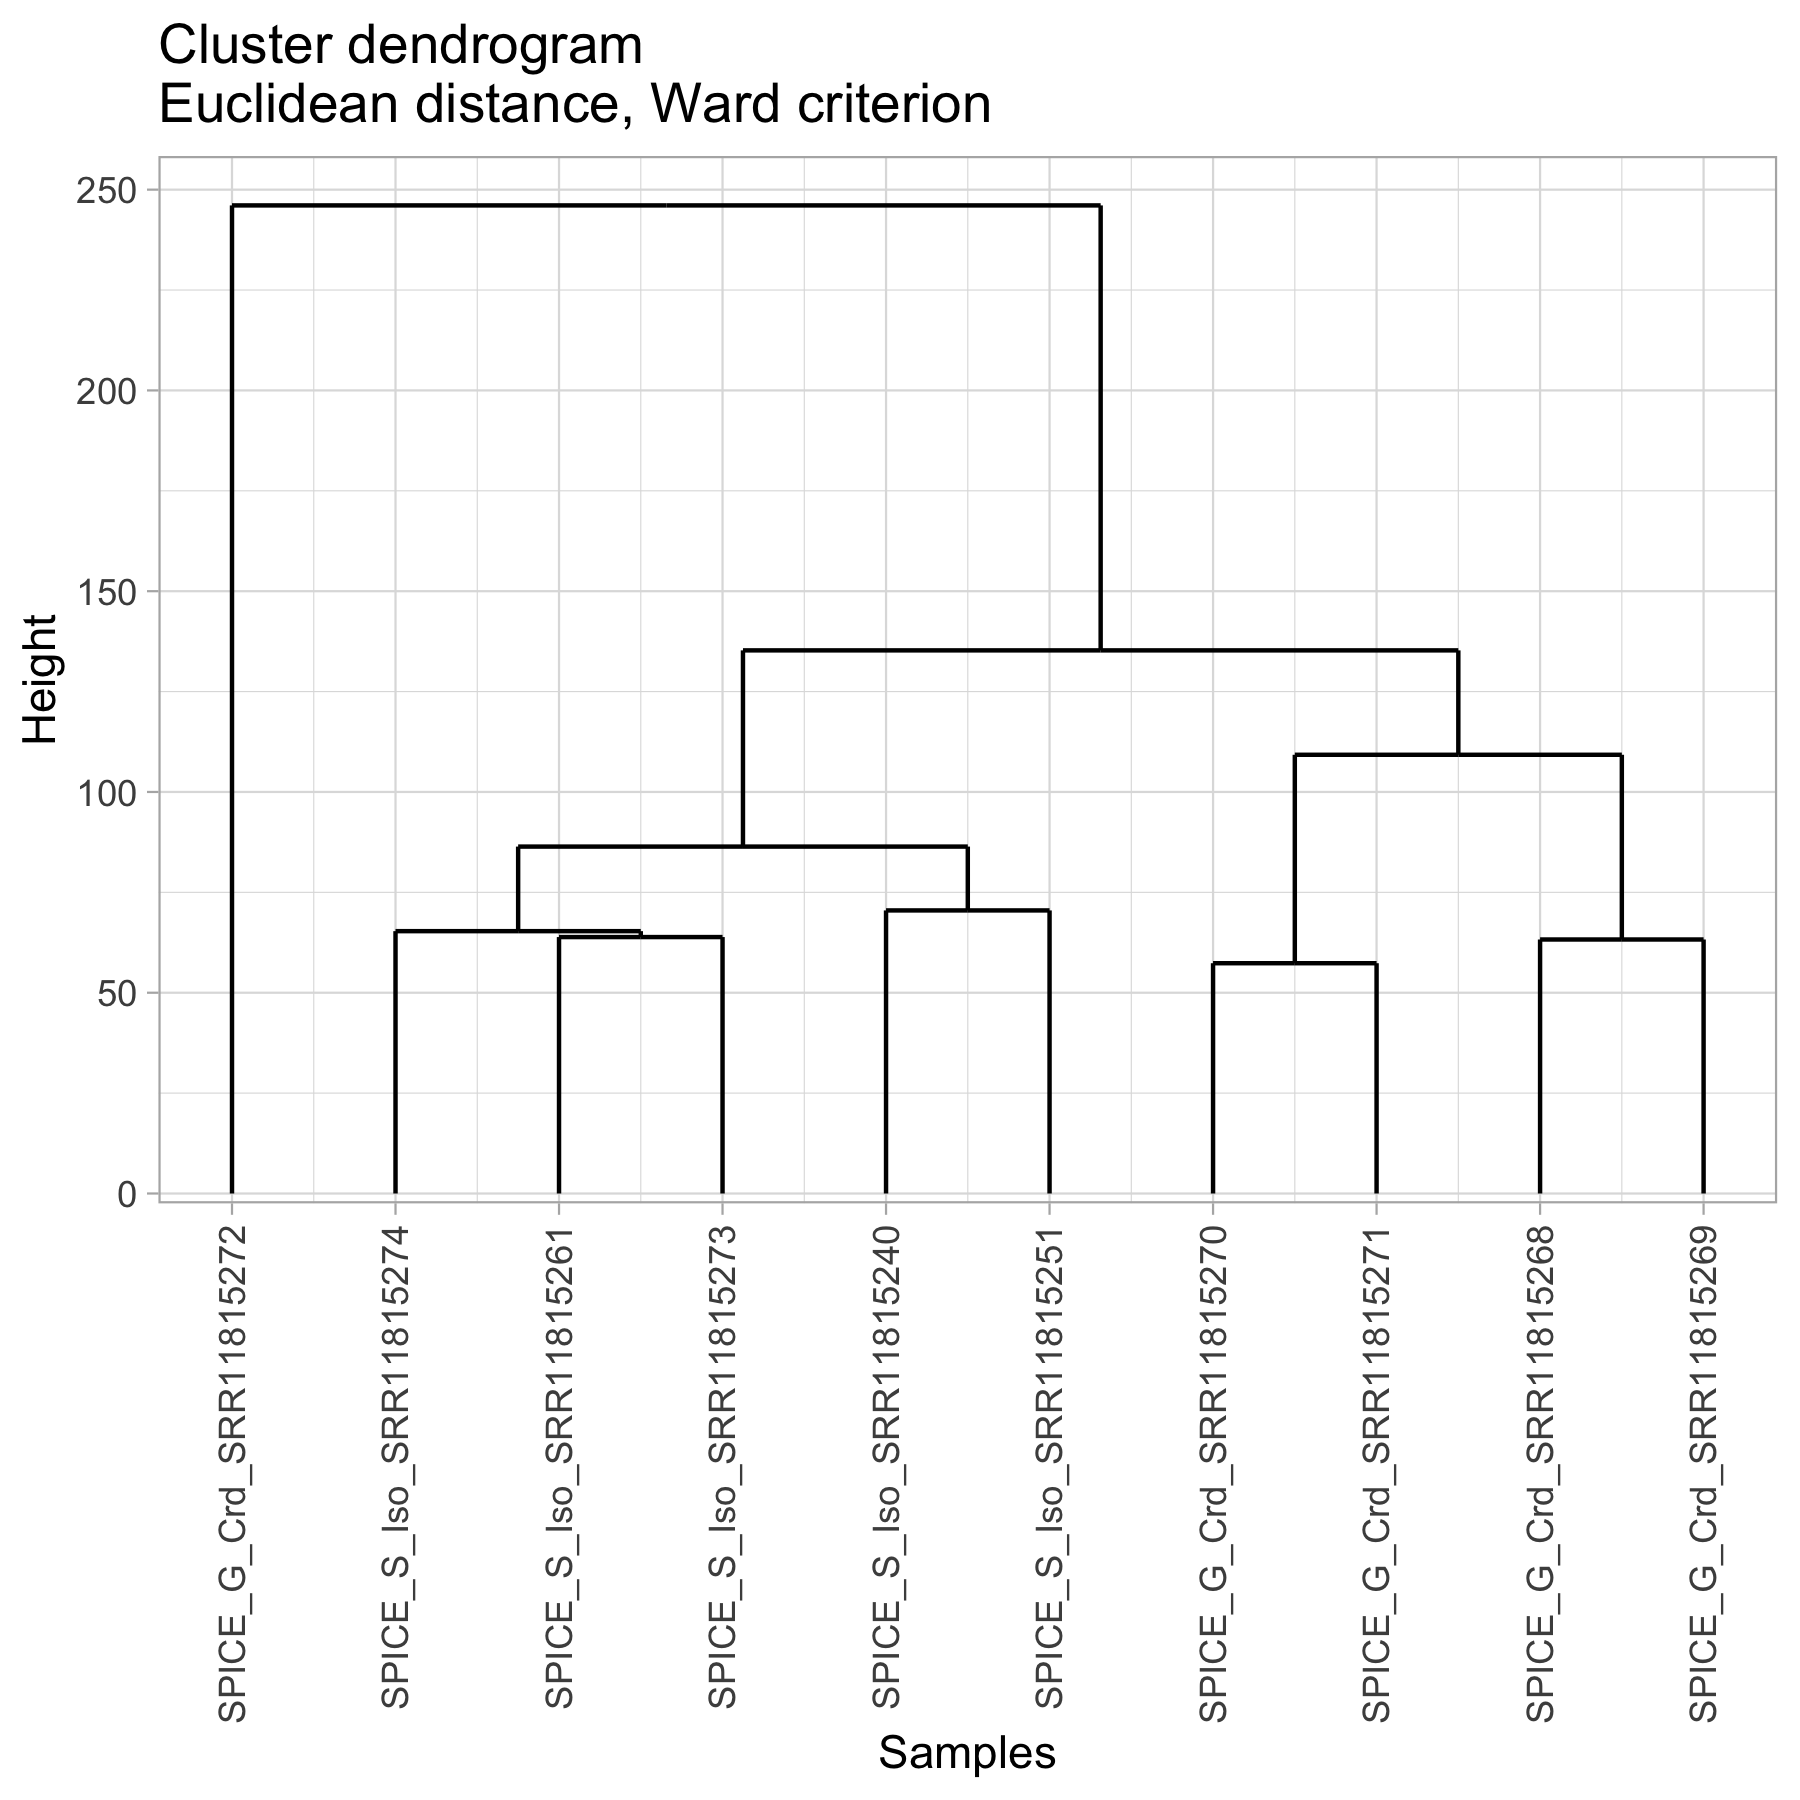 Cluster dendrogram
Euclidean distance, Ward criterion
250
200
150
100
50
0
Height
SPICE_G_Crd_SRR11815272
SPICE_S_Iso_SRR11815274
SPICE_S_Iso_SRR11815261
SPICE_S_Iso_SRR11815273
SPICE_S_Iso_SRR11815240
SPICE_S_Iso_SRR11815251
SPICE_G_Crd_SRR11815270
SPICE_G_Crd_SRR11815271
SPICE_G_Crd_SRR11815268
SPICE_G_Crd_SRR11815269
Samples